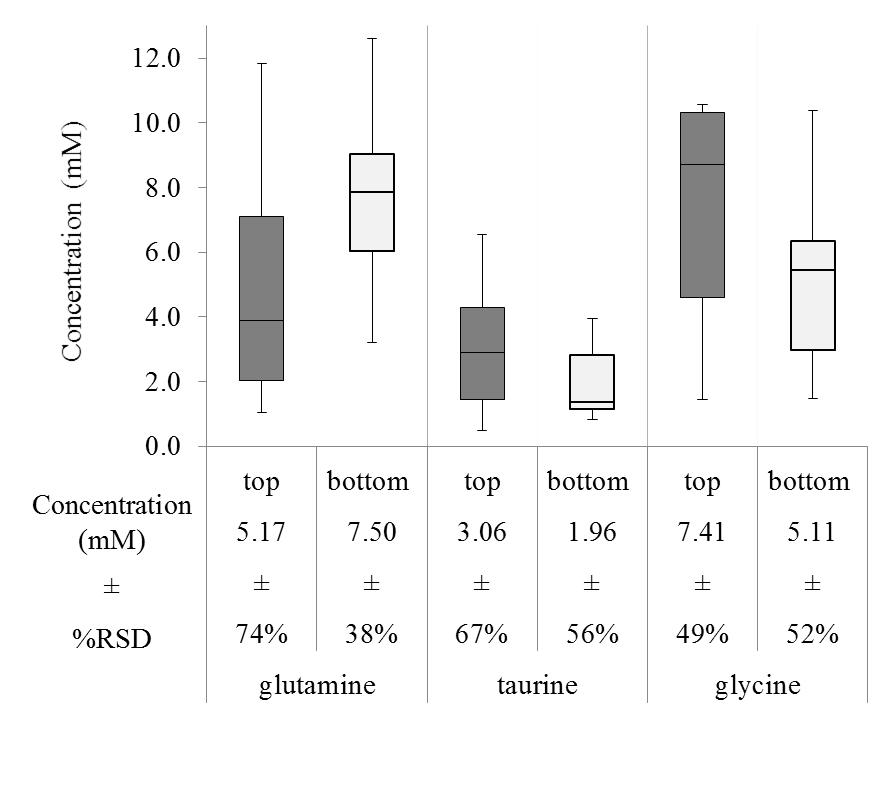 12.0
10.0
8.0
6.0
4.0
2.0
0.0
Concentration (mM)
top bottom top bottom top bottom
Concentration
(mM)
5.17 7.50 3.06 1.96 7.41 5.11
± ± ± ± ± ± ±
%RSD 74% 38% 67% 56% 49% 52%
glutamine taurine glycine